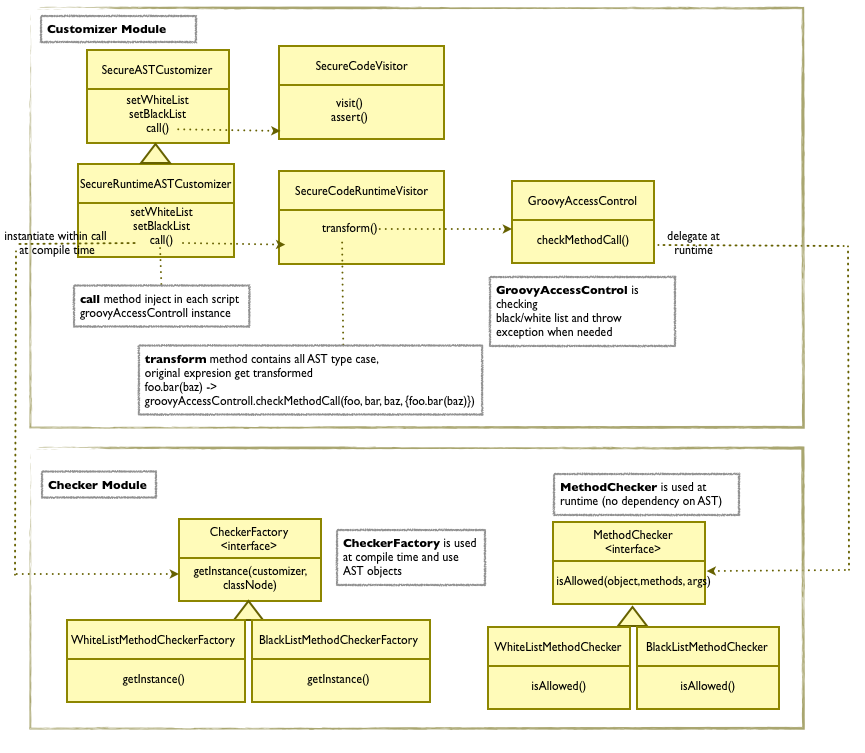 Customizer Module
SecureASTCustomizer
setWhiteList
setBlackList
call()
SecureCodeVisitor
visit()
assert()
SecureRuntimeASTCustomizer
setWhiteList
setBlackList
call()
SecureCodeRuntimeVisitor
transform()
GroovyAccessControl
checkMethodCall()
instantiate within call
at compile time
delegate at
runtime
call method inject in each script
groovyAccessControll instance
GroovyAccessControl is
checking
black/white list and throw
exception when needed
transform method contains all AST type case,
original expresion get transformed
foo.bar(baz) ->
groovyAccessControll.checkMethodCall(foo, bar, baz, {foo.bar(baz)})
Checker Module
MethodChecker is used at
runtime (no dependency on AST)
CheckerFactory
<interface>
getInstance(customizer,
classNode)
CheckerFactory is used
at compile time and use
AST objects
MethodChecker
<interface>
isAllowed(object,methods, args)
WhiteListMethodCheckerFactory
getInstance()
BlackListMethodCheckerFactory
getInstance()
WhiteListMethodChecker
isAllowed()
BlackListMethodChecker
isAllowed()